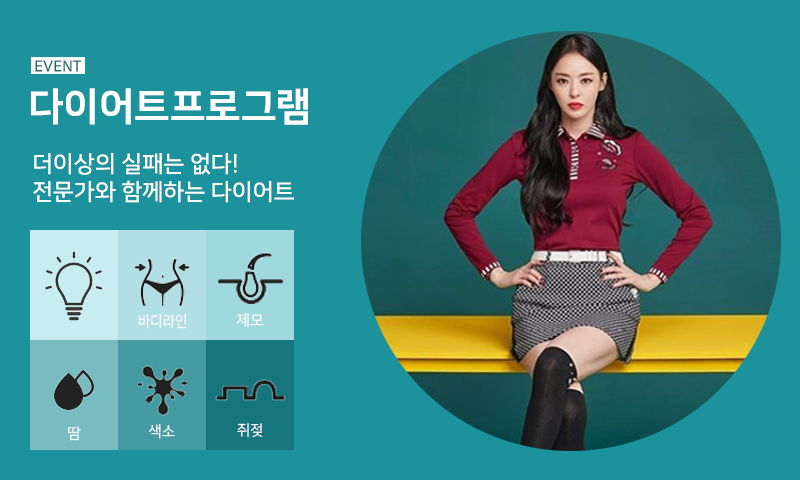 EVENT
다이어트프로그램
더이상의 실패는 없다!
전문가와 함께하는 다이어트
바디라인
제모
땀
색소
쥐젖